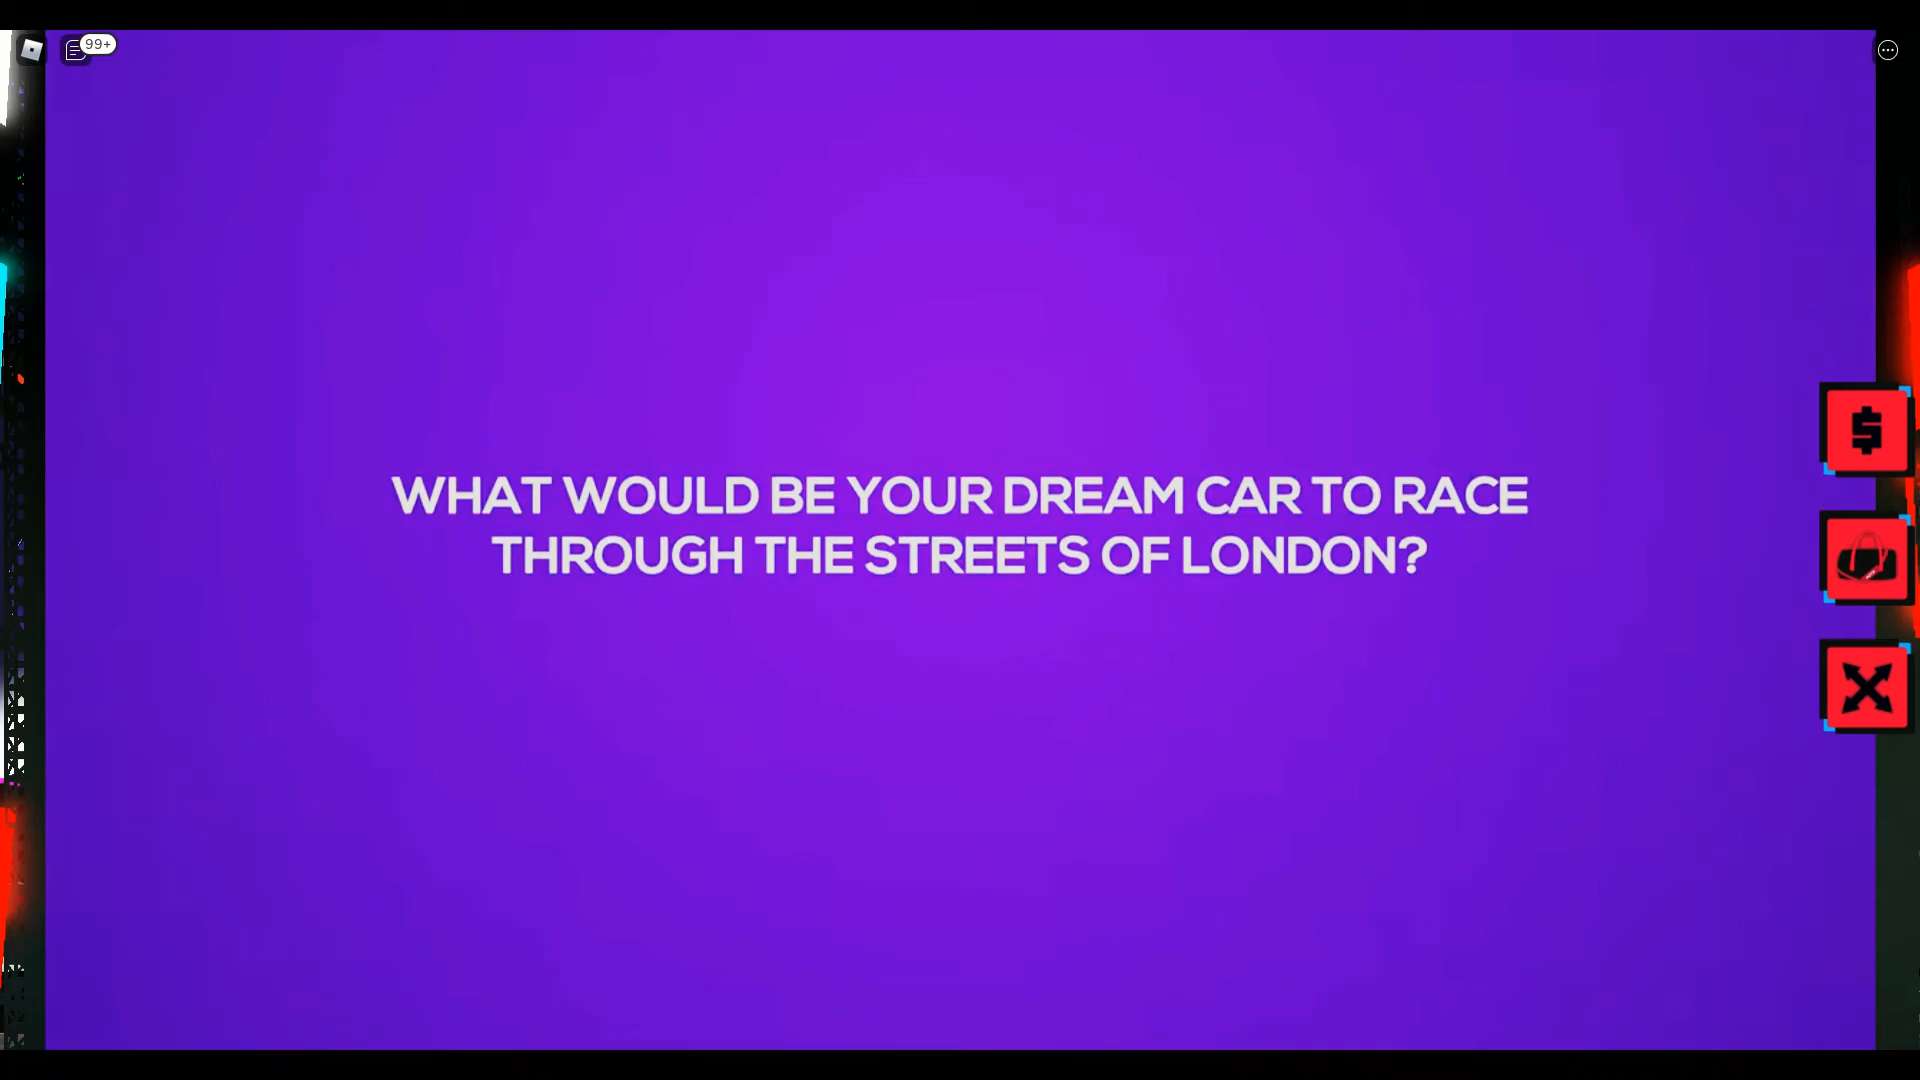 99+
WHAT WOULD BE YOUR DREAM CAR TO RACE
THROUGH THE STREETS OF LONDON?
$